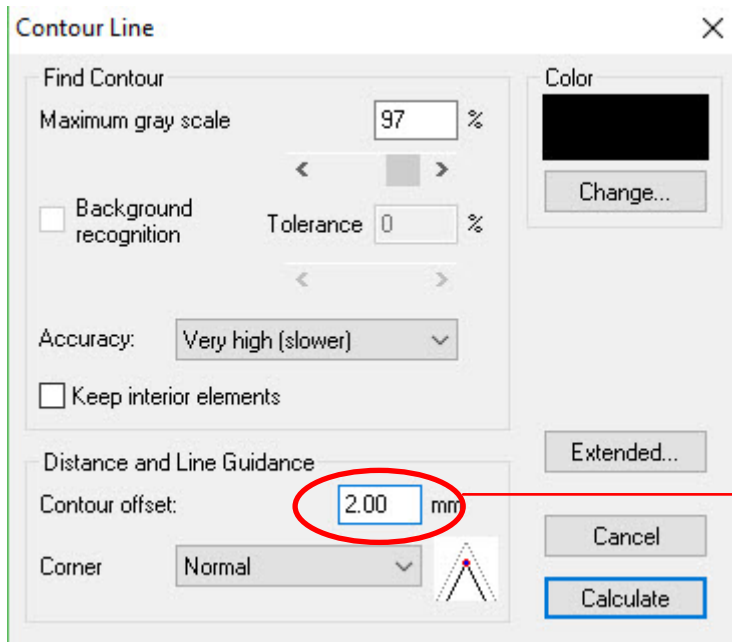 Contour Line
Find Contour
Maximum gray scale 97 %
Background
recognition
Tolerance 0 %
Accuracy: Very high (slower)
Keep interior elements
Color
Change...
Distance and Line Guidance
Contour offset: 2.00 mm
Corner Normal
Extended...
Cancel
Calculate